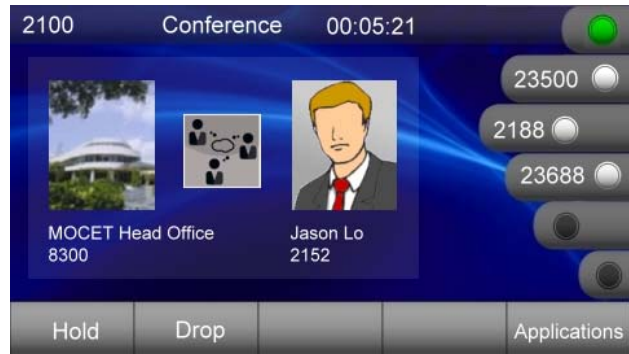 2100 Conference 00:05:21
23500
2188
23688
MOCET Head Office
8300
Jason Lo
2152
Hold Drop Applications